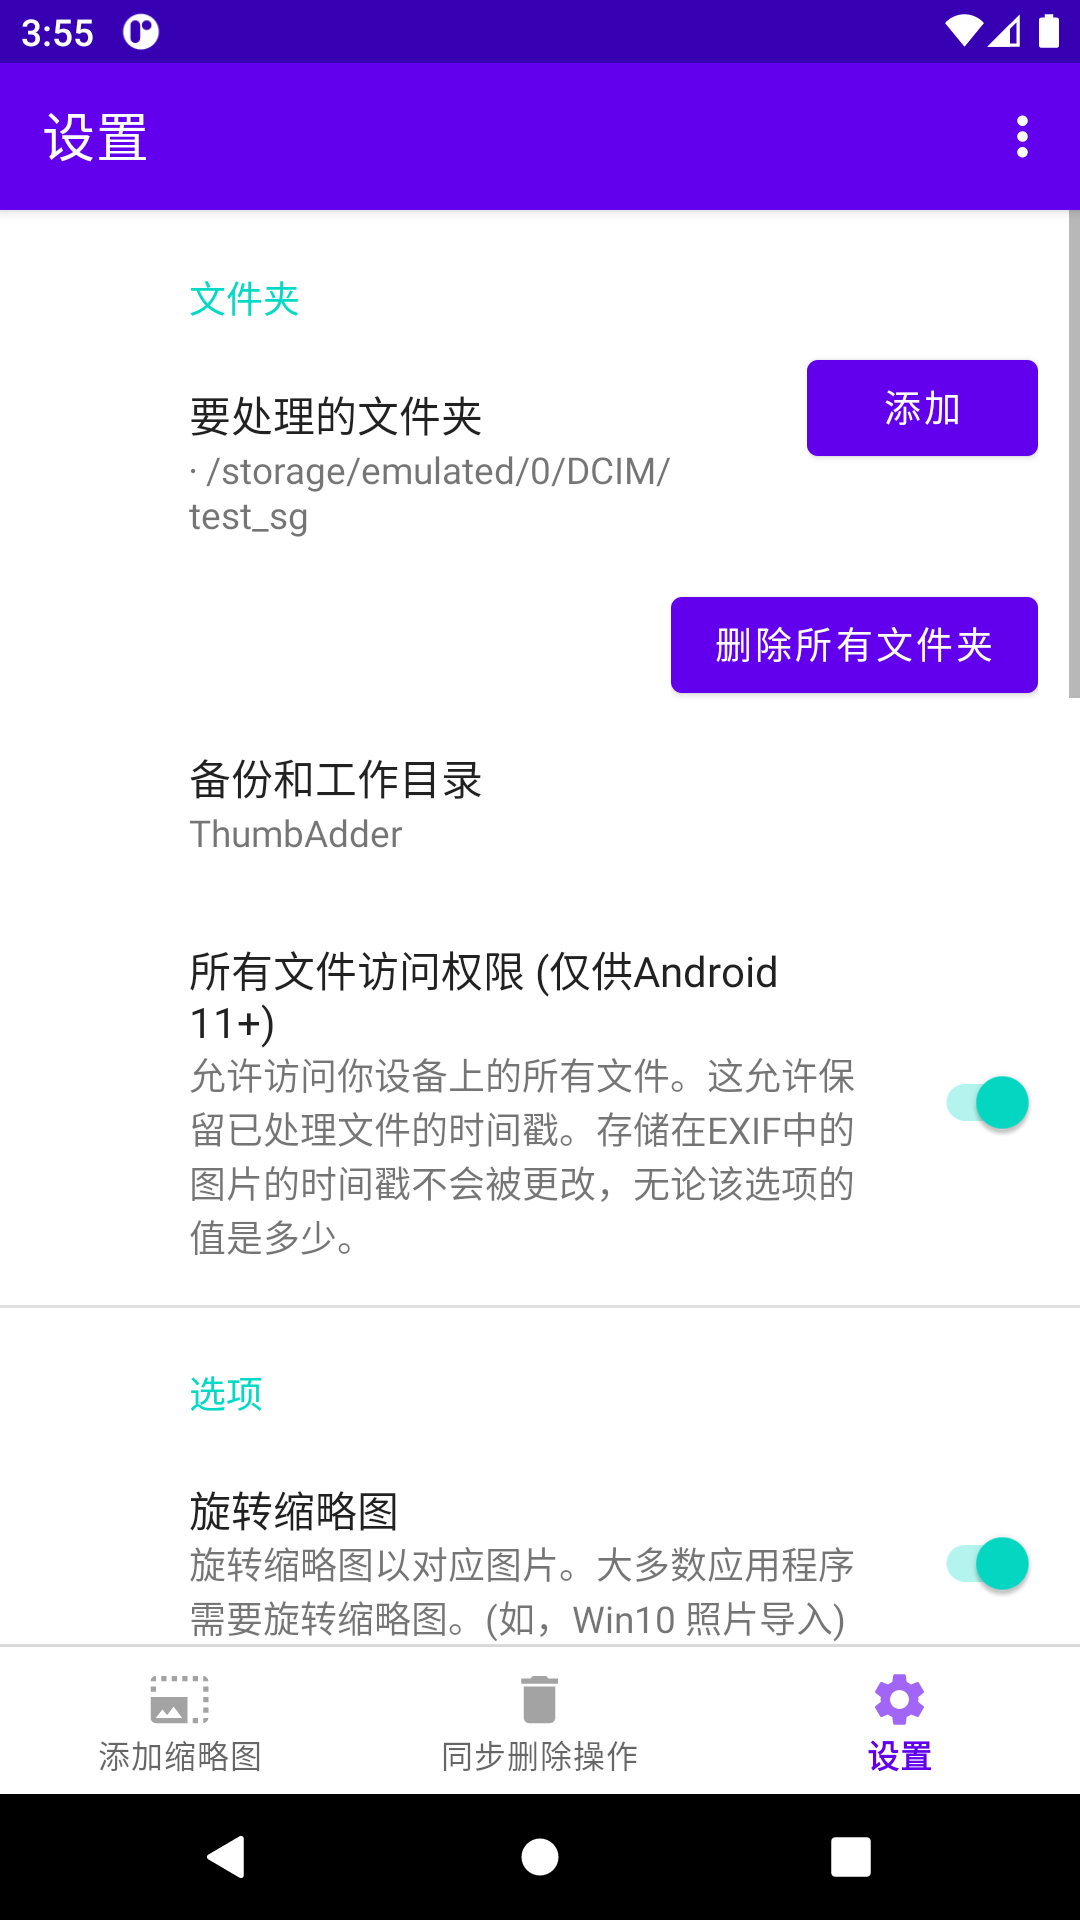 3:55
设置
文件夹
要处理的文件夹
添加
· /storage/emulated/0/DCIM/
test_sg
删除所有文件夹
备份和工作目录
ThumbAdder
所有文件访问权限 (仅供Android
11+)
允许访问你设备上的所有文件。这允许保
留已处理文件的时间戳。存储在EXIF中的
图片的时间戳不会被更改，无论该选项的
值是多少。
选项
旋转缩略图
旋转缩略图以对应图片。大多数应用程序
需要旋转缩略图。(如，Win10 照片导入)
添加缩略图
同步删除操作
设置